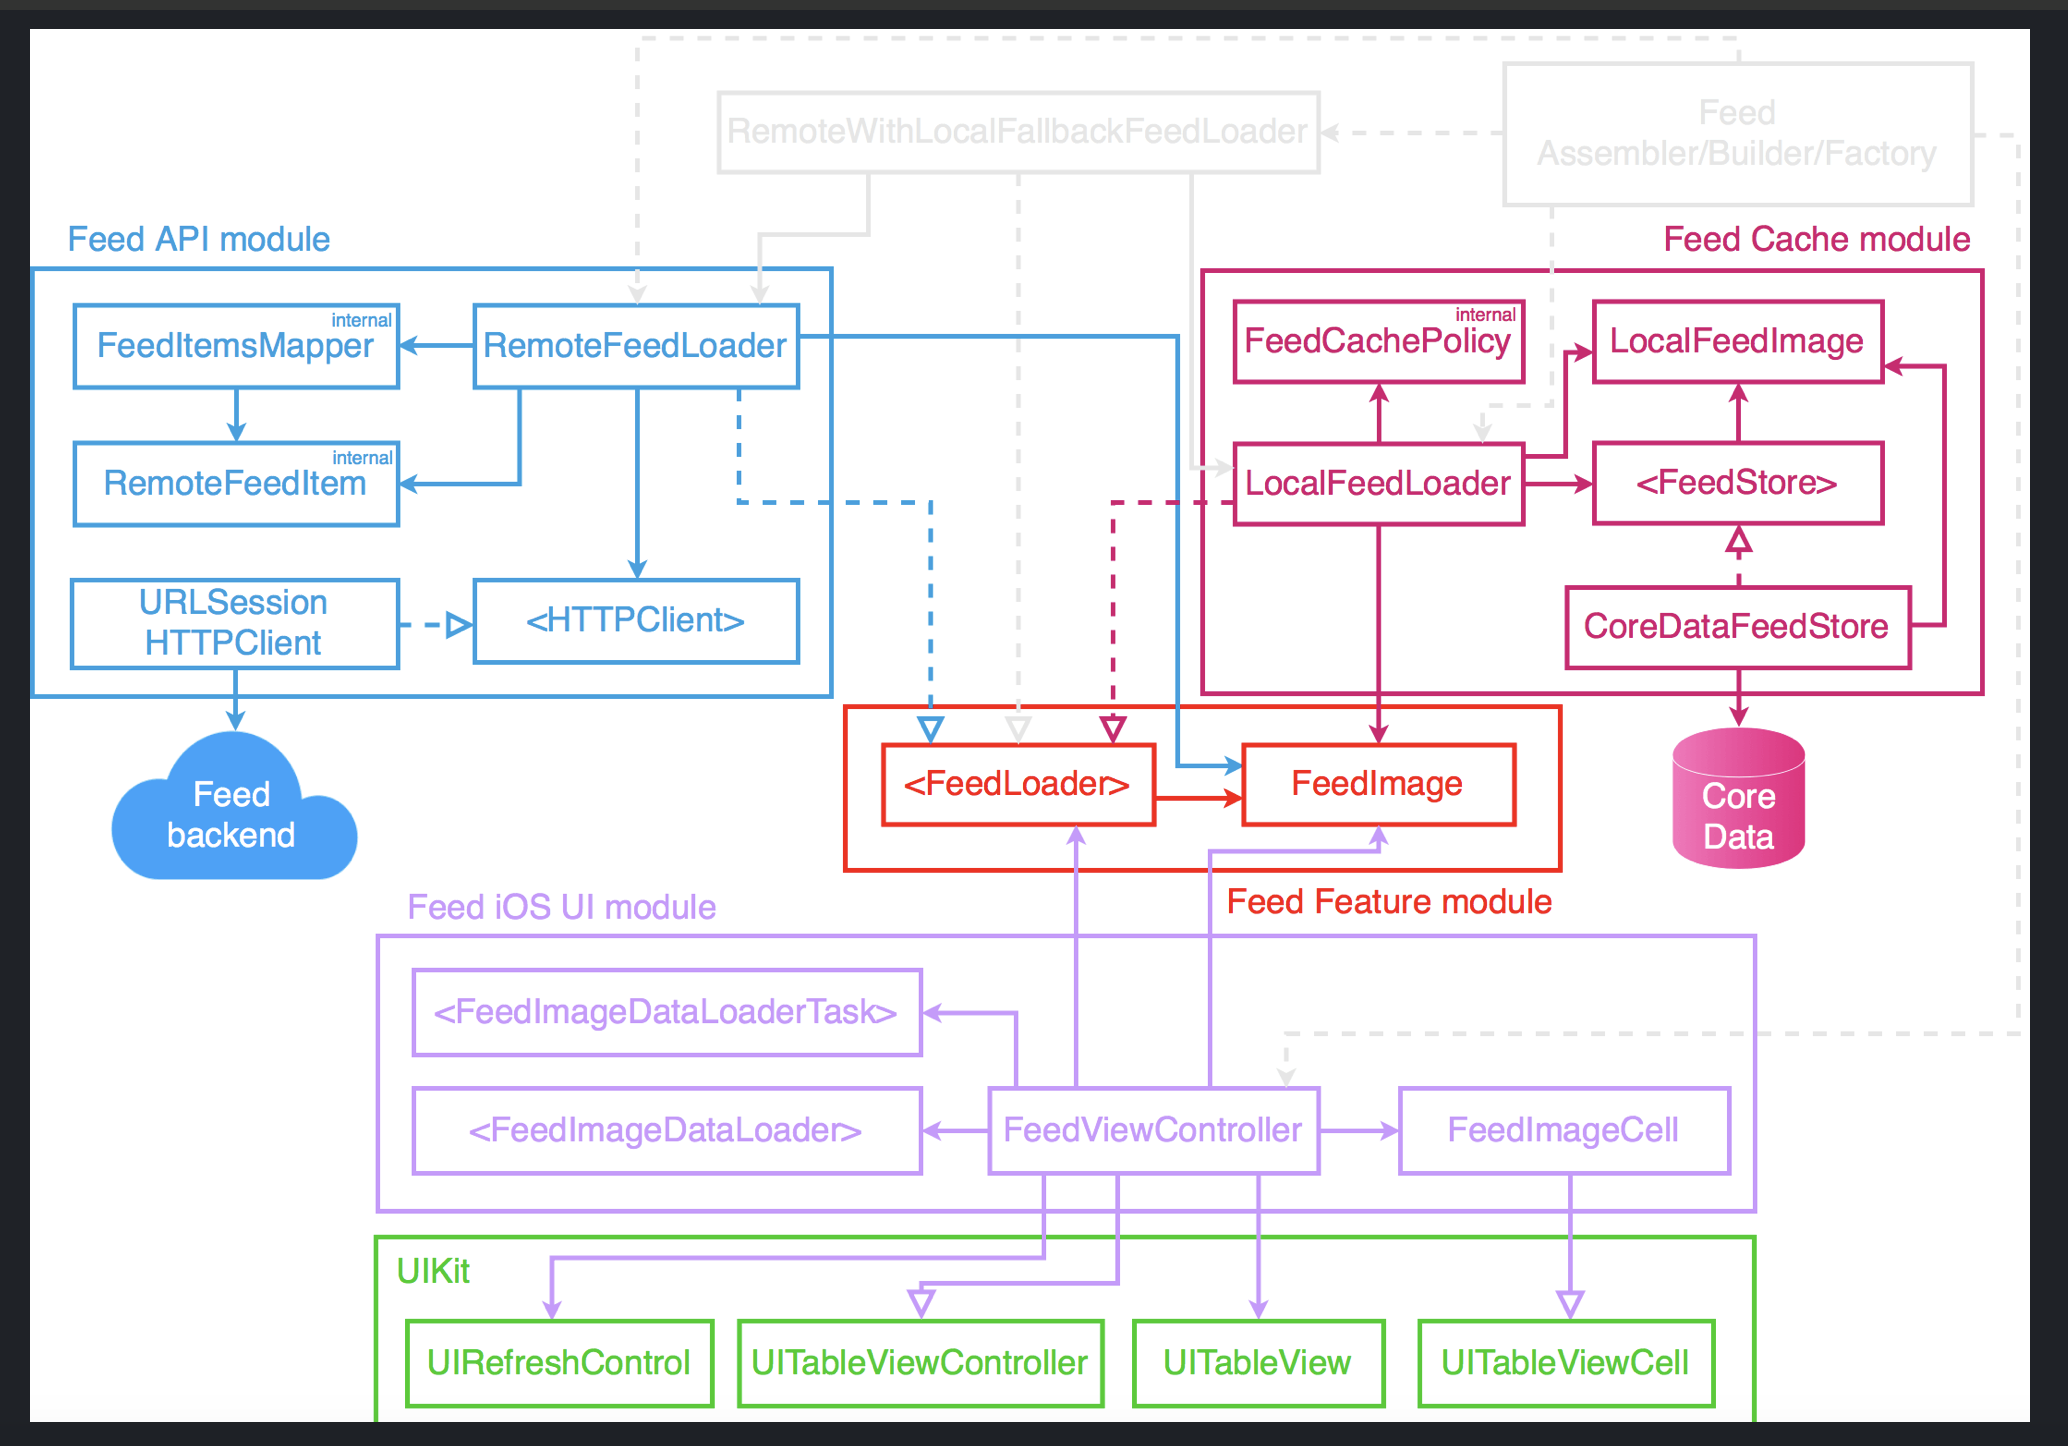 RemoteWithLocalFallbackFeedLoader
Feed
Assembler/Builder/Factory
Feed API module
Feed Cache module
internal
FeedItemsMapper
RemoteFeedLoader
internal
FeedCachePolicy
LocalFeedImage
internal
RemoteFeedItem
LocalFeedLoader
<FeedStore>
URLSession
HTTPClient
<HTTPClient>
CoreDataFeedStore
Feed
backend
<FeedLoader>
FeedImage
Core
Data
Feed iOS UI module
Feed Feature module
<FeedImageDataLoaderTask>
<FeedImageDataLoader>
FeedViewController
FeedImageCell
UIKit
UIRefreshControl
UITableViewController
UITableView
UITableViewCell